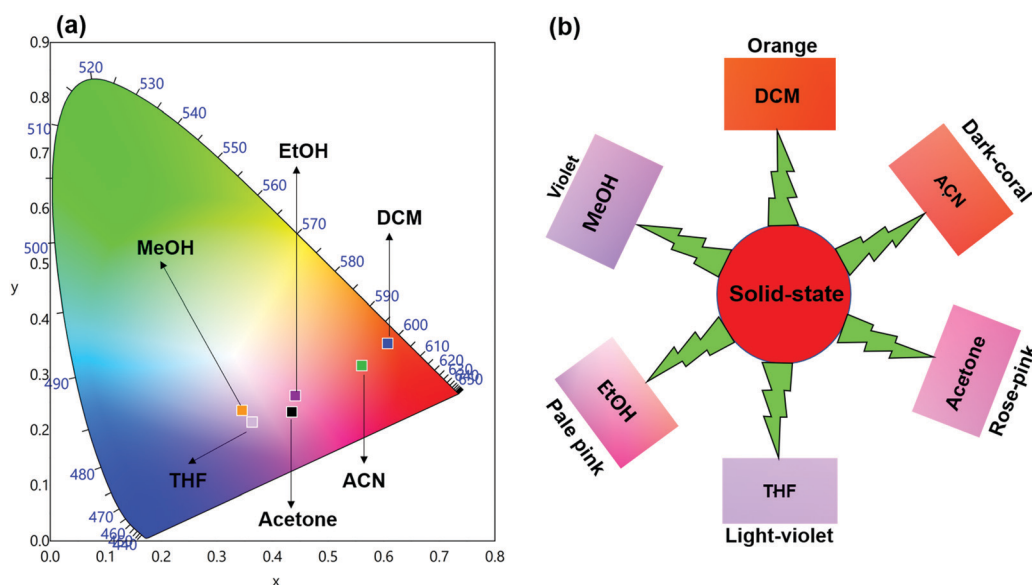 (a)
0.9
0.8
0.7
0.6
0.5
0.4
0.3
0.2
0.1
0.0
y
0.0 0.1 0.2 0.3 0.4 0.5 0.6 0.7 0.8
x
520
530
540
550
560
570
580
590
600
610
620
630
640
650
510
500
490
480
470
460
440
EtOH
DCM
MeOH
THF
ACN
Acetone
(b)
Orange
DCM
Dark-coral
ACN
Violet
MeOH
Solid-state
Acetone
Rose-pink
EtOH
Pale pink
THF
Light-violet